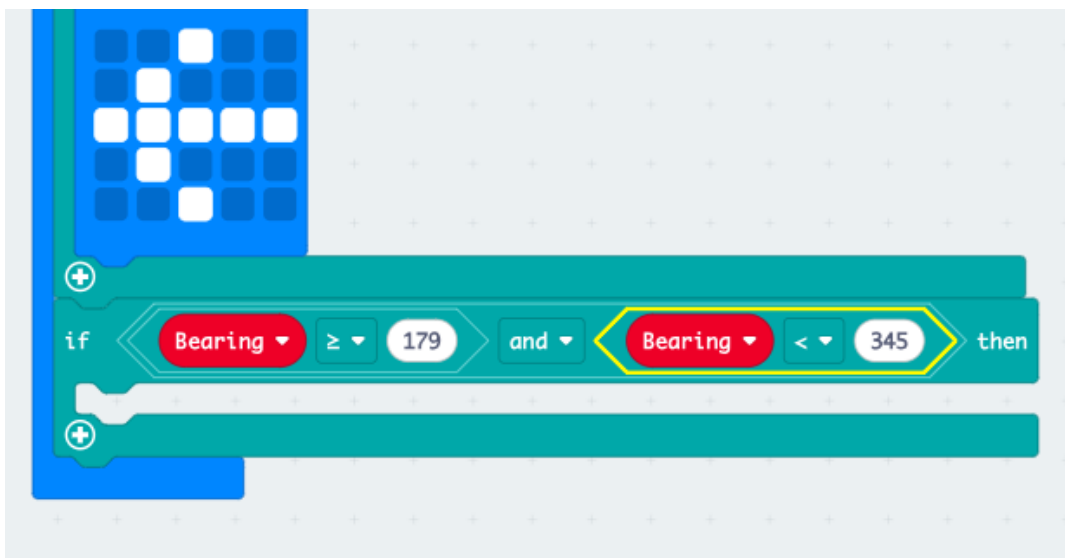 if Bearing ≥ 179 and Bearing < 345 then